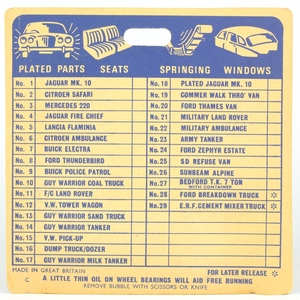 PLATED PARTS SEATS SPRINGING WINDOWS
No. 1 JAGUAR MK. 10
No. 2 CITROEN SAFARI
No. 3 MERCEDES 220
No. 4 JAGUAR FIRE CHIEF
No. 5 LANCIA FLAMINIA
No. 6 CITROEN AMBULANCE
No. 7 BUICK ELECTRA
No. 8 FORD THUNDERBIRD
No. 9 BUICK POLICE PATROL
No. 10 GUY WARRIOR COAL TRUCK
No. 11 F/C LAND ROVER
No. 12 V.W. TOWER WAGON
No. 13 GUY WARRIOR SAND TRUCK
No. 14 GUY WARRIOR TANKER
No. 15 V.W. PICK-UP
No. 16 DUMP TRUCK/DOZER
No. 17 GUY WARRIOR MILK TANKER
No. 18 PLATED JAGUAR MK. 10
No. 19 COMMER WALK THRO' VAN
No. 20 FORD THAMES VAN
No. 21 MILITARY LAND ROVER
No. 22 MILITARY AMBULANCE
No. 23 ARMY TANKER
No. 24 FORD ZEPHYR ESTATE
No. 25 SD REFUSE VAN
No. 26 SUNBEAM ALPINE
No. 27 BEDFORD T.K. 7 TON
WITH CONTAINER
No. 28 FORD BREAKDOWN TRUCK
No. 29 E.R.F. CEMENT MIXER TRUCK
MADE IN GREAT BRITAIN FOR LATER RELEASE
C A LITTLE THIN OIL ON WHEEL BEARINGS WILL AID FREE RUNNING
REMOVE BUBBLE WITH SCISSORS OR KNIFE